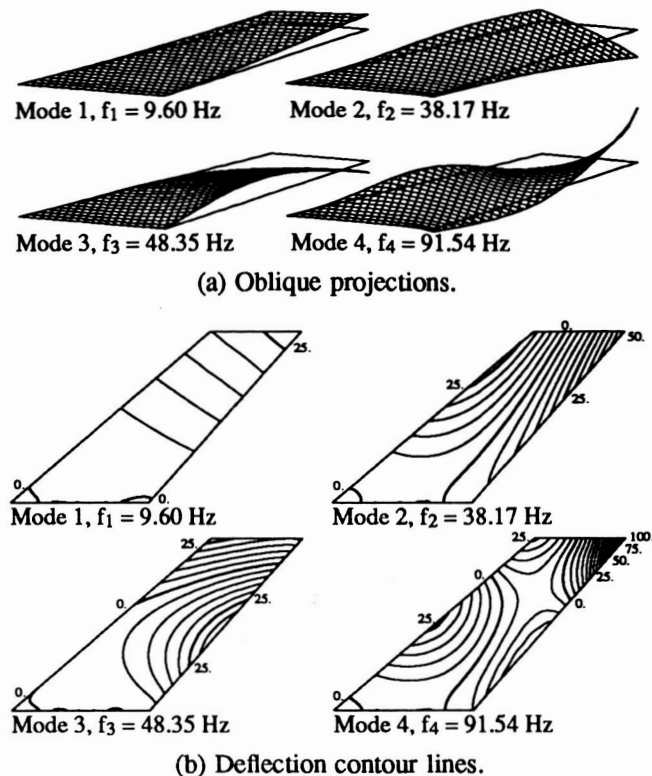 Mode 1, f₁ = 9.60 Hz
Mode 2, f₂ = 38.17 Hz
Mode 3, f₃ = 48.35 Hz
Mode 4, f₄ = 91.54 Hz
(a) Oblique projections.
25.
0.
0.
Mode 1, f₁ = 9.60 Hz
0.
50.
25.
25.
0.
Mode 2, f₂ = 38.17 Hz
25.
0.
25.
25.
0.
Mode 3, f₃ = 48.35 Hz
25.
100.
75.
50.
25.
0.
0.
25.
0.
Mode 4, f₄ = 91.54 Hz
(b) Deflection contour lines.